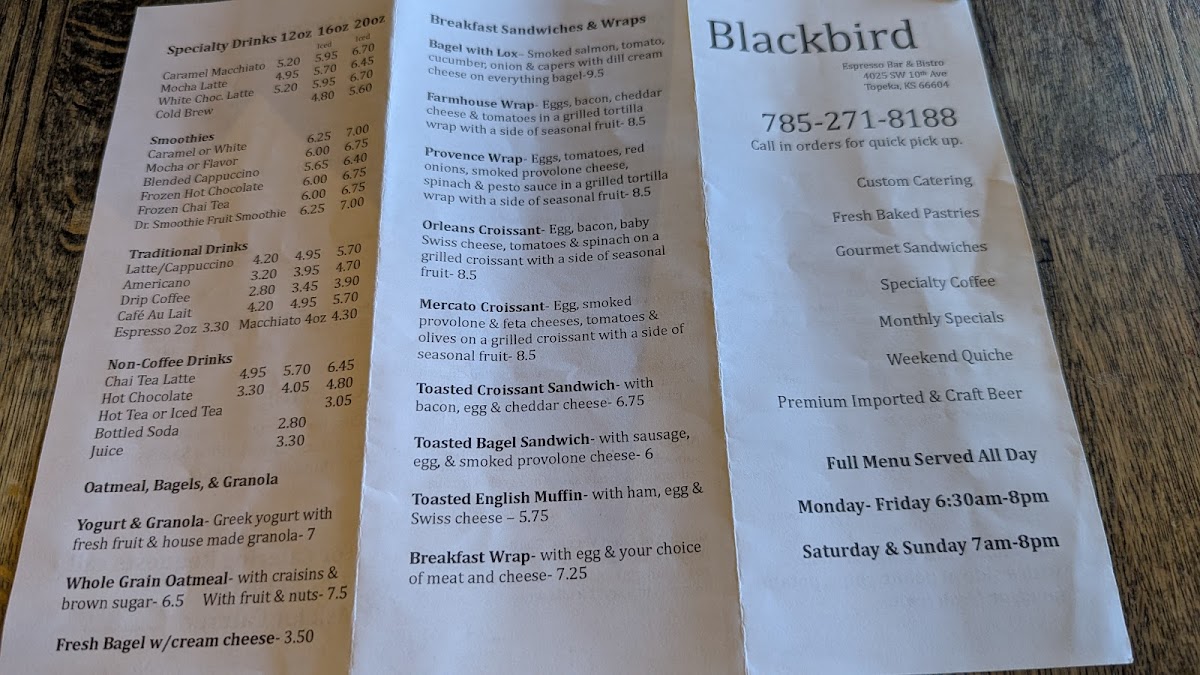 Specialty Drinks 12oz 16oz 20oz
Iced Iced
Caramel Macchiato 5.20 5.95 6.70
Mocha Latte 4.95 5.70 6.45
White Choc. Latte 5.20 5.95 6.70
Cold Brew 4.80 5.60
Smoothies
Caramel or White 6.25 7.00
Mocha or Flavor 6.00 6.75
Blended Cappuccino 5.65 6.40
Frozen Hot Chocolate 6.00 6.75
Frozen Chai Tea 6.00 6.75
Dr. Smoothie Fruit Smoothie 6.25 7.00
Traditional Drinks
Latte/Cappuccino 4.20 4.95 5.70
Americano 3.20 3.95 4.70
Drip Coffee 2.80 3.45 3.90
Café Au Lait 4.20 4.95 5.70
Espresso 2oz 3.30 Macchiato 4oz 4.30
Non-Coffee Drinks
Chai Tea Latte 4.95 5.70 6.45
Hot Chocolate 3.30 4.05 4.80
Hot Tea or Iced Tea 3.05
Bottled Soda 2.80
Juice 3.30
Oatmeal, Bagels, & Granola
Yogurt & Granola- Greek yogurt with
fresh fruit & house made granola- 7
Whole Grain Oatmeal- with craisins &
brown sugar- 6.5 With fruit & nuts- 7.5
Fresh Bagel w/cream cheese- 3.50
Breakfast Sandwiches & Wraps
Bagel with Lox- Smoked salmon, tomato,
cucumber, onion & capers with dill cream
cheese on everything bagel-9.5
Farmhouse Wrap- Eggs, bacon, cheddar
cheese & tomatoes in a grilled tortilla
wrap with a side of seasonal fruit- 8.5
Provence Wrap- Eggs, tomatoes, red
onions, smoked provolone cheese,
spinach & pesto sauce in a grilled tortilla
wrap with a side of seasonal fruit- 8.5
Orleans Croissant- Egg, bacon, baby
Swiss cheese, tomatoes & spinach on a
grilled croissant with a side of seasonal
fruit- 8.5
Mercato Croissant- Egg, smoked
provolone & feta cheeses, tomatoes &
olives on a grilled croissant with a side of
seasonal fruit- 8.5
Toasted Croissant Sandwich- with
bacon, egg & cheddar cheese- 6.75
Toasted Bagel Sandwich- with sausage,
egg, & smoked provolone cheese- 6
Toasted English Muffin- with ham, egg &
Swiss cheese – 5.75
Breakfast Wrap- with egg & your choice
of meat and cheese- 7.25
Blackbird
Espresso Bar & Bistro
4025 SW 10th Ave
Topeka, KS 66604
785-271-8188
Call in orders for quick pick up.
Custom Catering
Fresh Baked Pastries
Gourmet Sandwiches
Specialty Coffee
Monthly Specials
Weekend Quiche
Premium Imported & Craft Beer
Full Menu Served All Day
Monday- Friday 6:30am-8pm
Saturday & Sunday 7am-8pm